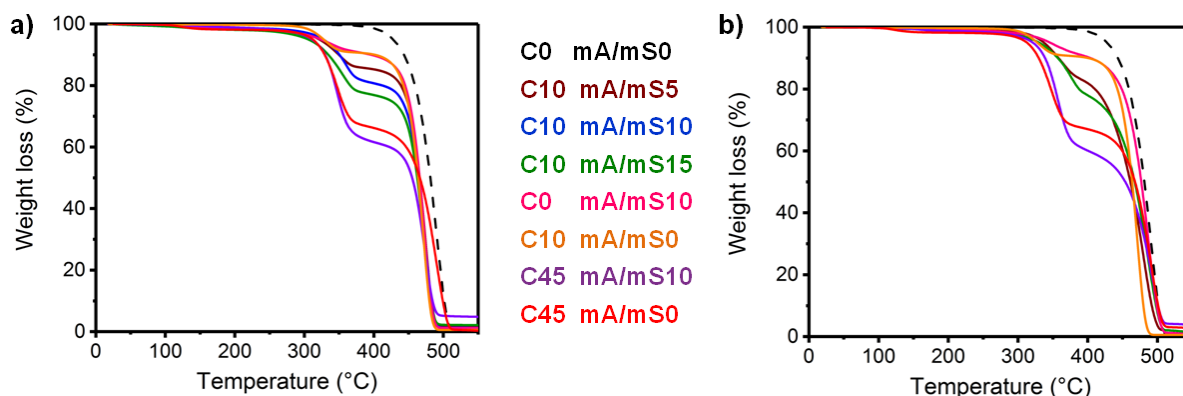 a)
100
80
60
40
20
0
Weight loss (%)
0 100 200 300 400 500
Temperature (°C)
C0 mA/mS0
C10 mA/mS5
C10 mA/mS10
C10 mA/mS15
C0 mA/mS10
C10 mA/mS0
C45 mA/mS10
C45 mA/mS0
b)
100
80
60
40
20
0
Weight loss (%)
0 100 200 300 400 500
Temperature (°C)